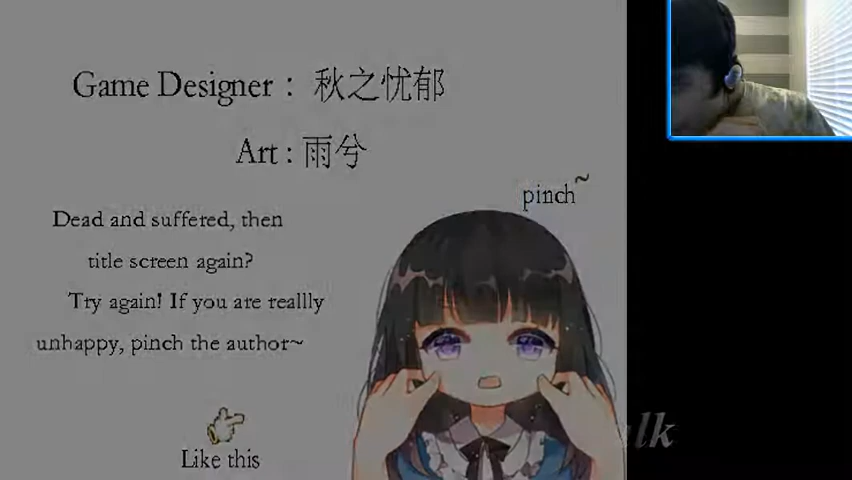 Game Designer : 秋之忧郁
Art : 雨兮
pinch~
Dead and suffered, then
title screen again?
Try again! If you are reallly
unhappy, pinch the author~
Like this